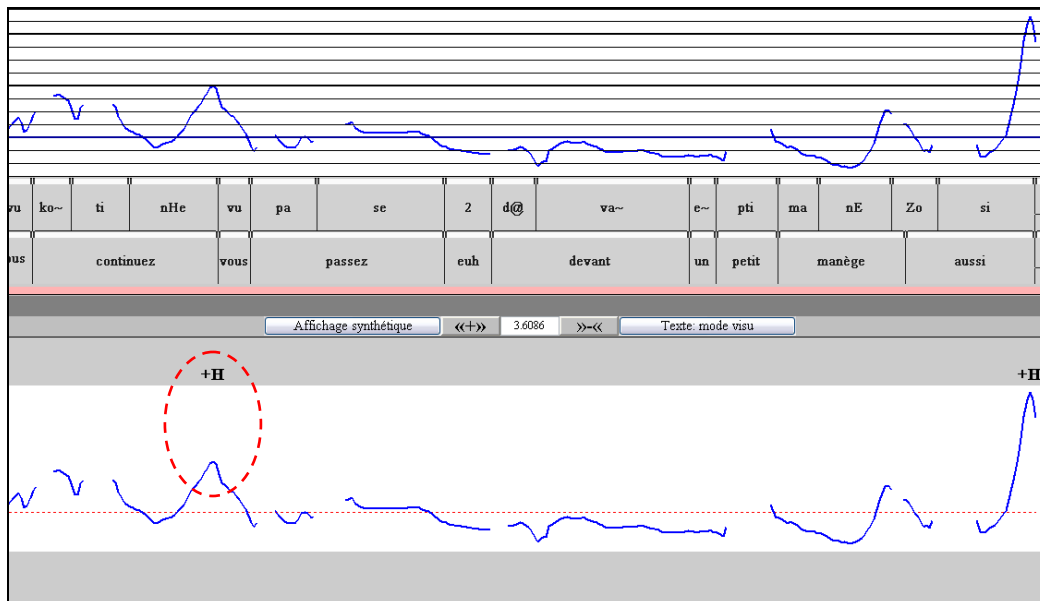 vu ko~ ti nHe vu pa se 2 d@ va~ e~ pti ma nE Zo si
ous continuez vous passez euh devant un petit manège aussi
Affichage synthétique «+» 3.6086 »-« Texte: mode visu
+H +H